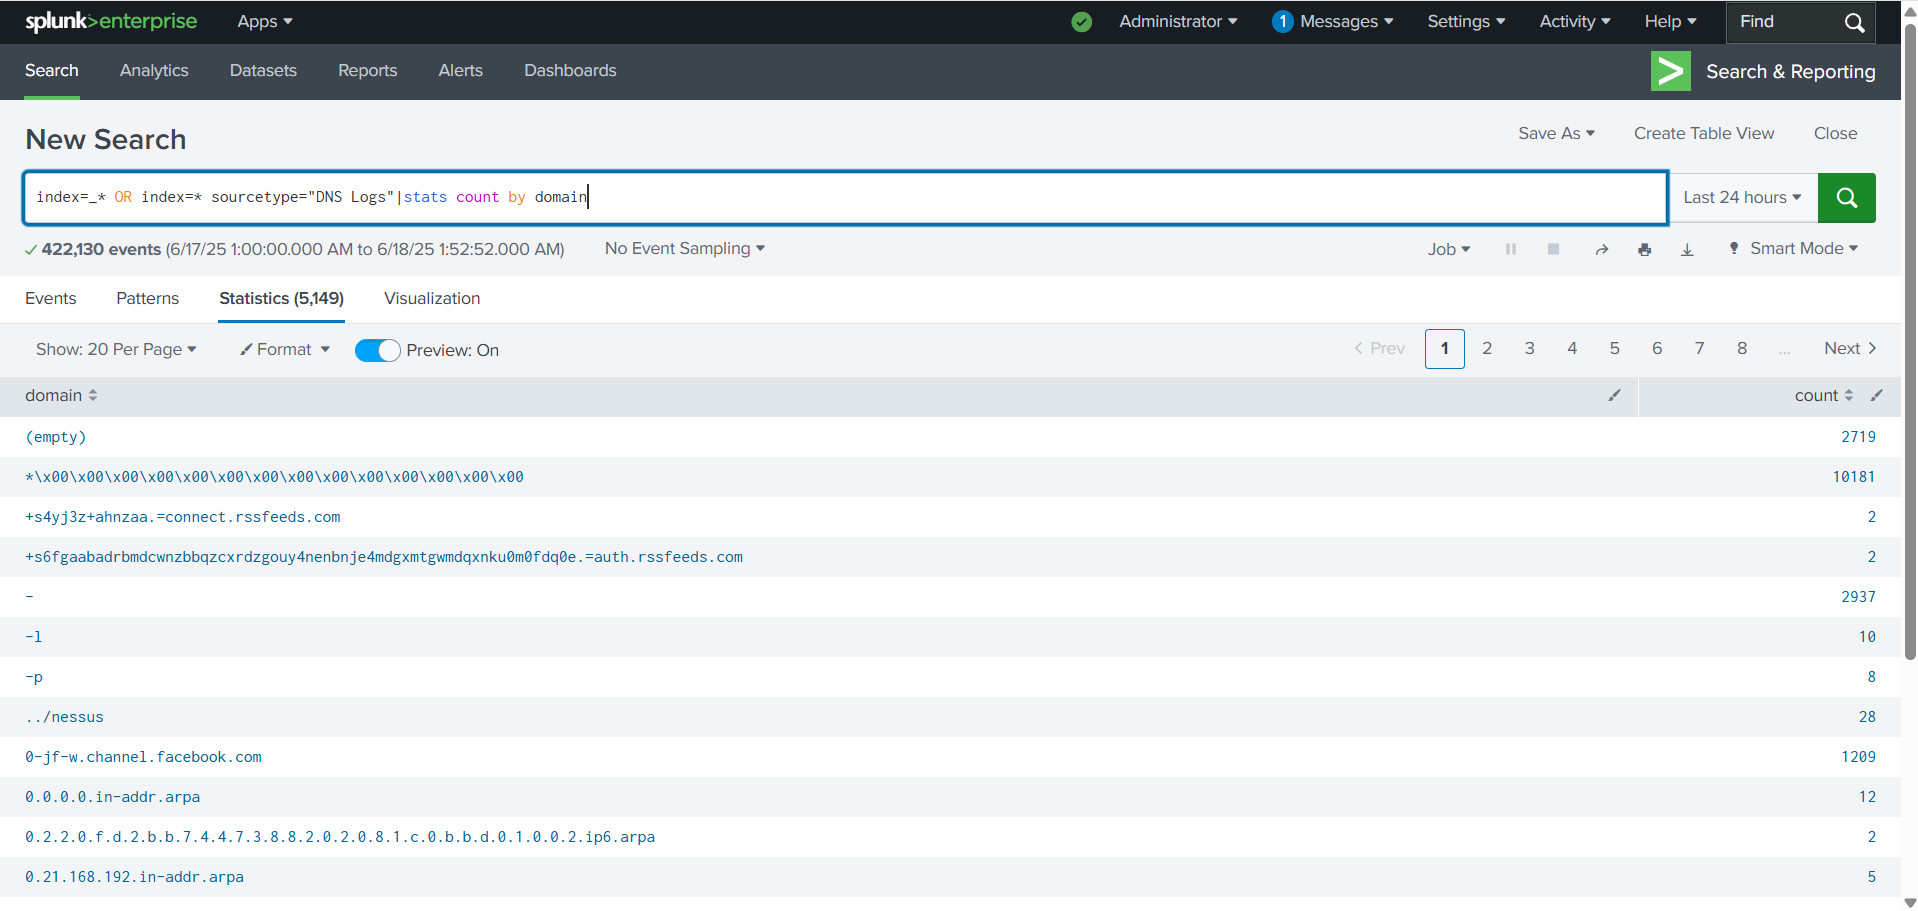 splunk>enterprise Apps Administrator 1 Messages Settings Activity Help Find
Search Analytics Datasets Reports Alerts Dashboards > Search & Reporting
New Search Save As Create Table View Close
index=_* OR index=* sourcetype="DNS Logs"|stats count by domain Last 24 hours
422,130 events (6/17/25 1:00:00.000 AM to 6/18/25 1:52:52.000 AM) No Event Sampling Job Smart Mode
Events Patterns Statistics (5,149) Visualization
Show: 20 Per Page Format Preview: On < Prev 1 2 3 4 5 6 7 8 ... Next >
domain count
(empty) 2719
*\x00\x00\x00\x00\x00\x00\x00\x00\x00\x00\x00\x00\x00\x00 10181
+s4yj3z+ahnzaa.=connect.rssfeeds.com 2
+s6fgaabadrbmdcwnzbbqzcxrdzgouy4nenbnje4mdgxmtgwmdqxnku0m0fdq0e.=auth.rssfeeds.com 2
- 2937
-l 10
-p 8
../nessus 28
0-jf-w.channel.facebook.com 1209
0.0.0.0.in-addr.arpa 12
0.2.2.0.f.d.2.b.b.7.4.4.7.3.8.8.2.0.2.0.8.1.c.0.b.b.d.0.1.0.0.2.ip6.arpa 2
0.21.168.192.in-addr.arpa 5